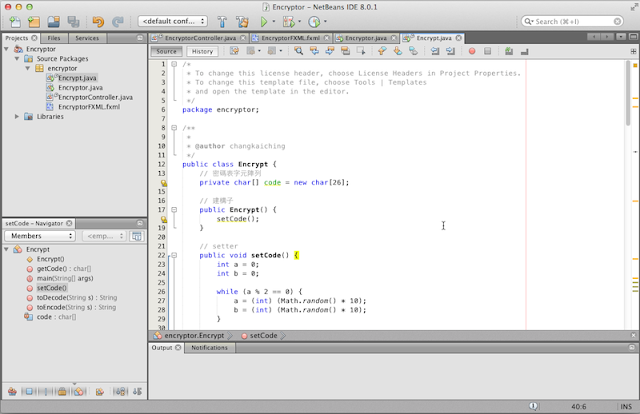 Encryptor - NetBeans IDE 8.0.1
<default conf...
Search (⌘+I)
Projects
Files
Services
EncryptorController.java
EncryptorFXML.fxml
Encryptor.java
Encrypt.java
Source
History
Encryptor
Source Packages
encryptor
Encrypt.java
Encryptor.java
EncryptorController.java
EncryptorFXML.fxml
Libraries
1 /*
2 * To change this license header, choose License Headers in Project Properties.
3 * To change this template file, choose Tools | Templates
4 * and open the template in the editor.
5 */
6 package encryptor;
7
8 /**
9 *
10 * @author changkaiching
11 */
12 public class Encrypt {
13 // 密碼表字元陣列
14 private char[] code = new char[26];
15
16 // 建構子
17 public Encrypt() {
18 setCode();
19 }
20
21 // setter
22 public void setCode() {
23 int a = 0;
24 int b = 0;
25
26 while (a % 2 == 0) {
27 a = (int) (Math.random() * 10);
28 b = (int) (Math.random() * 10);
29 }
30
setCode - Navigator
Members
<emp...
Encrypt
Encrypt()
getCode() : char[]
main(String[] args)
setCode()
toDecode(String s) : String
toEncode(String s) : String
code : char[]
encryptor.Encrypt
setCode
Output
Notifications
40:6
INS